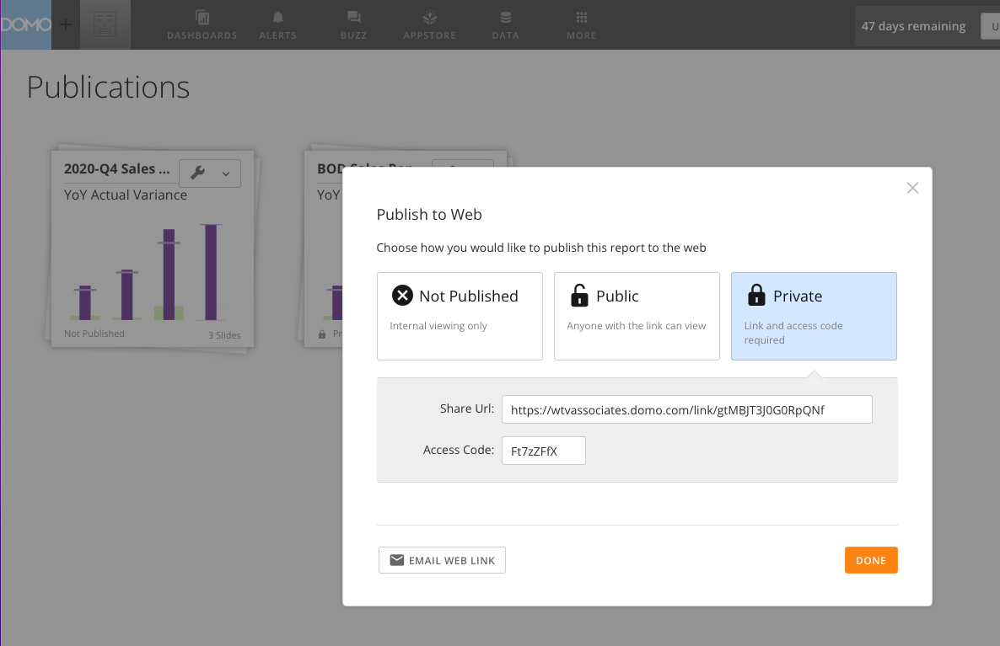 DOMO
DASHBOARDS
ALERTS
BUZZ
APPSTORE
DATA
MORE
47 days remaining
U
Publications
2020-Q4 Sales ...
YoY Actual Variance
Not Published
3 Slides
BOD Sales Rep
YoY
Pr
Publish to Web
Choose how you would like to publish this report to the web
Not Published
Internal viewing only
Public
Anyone with the link can view
Private
Link and access code
required
Share Url:
https://wtvassociates.domo.com/link/gtMBJT3J0G0RpQNf
Access Code:
Ft7zZFfX
EMAIL WEB LINK
DONE